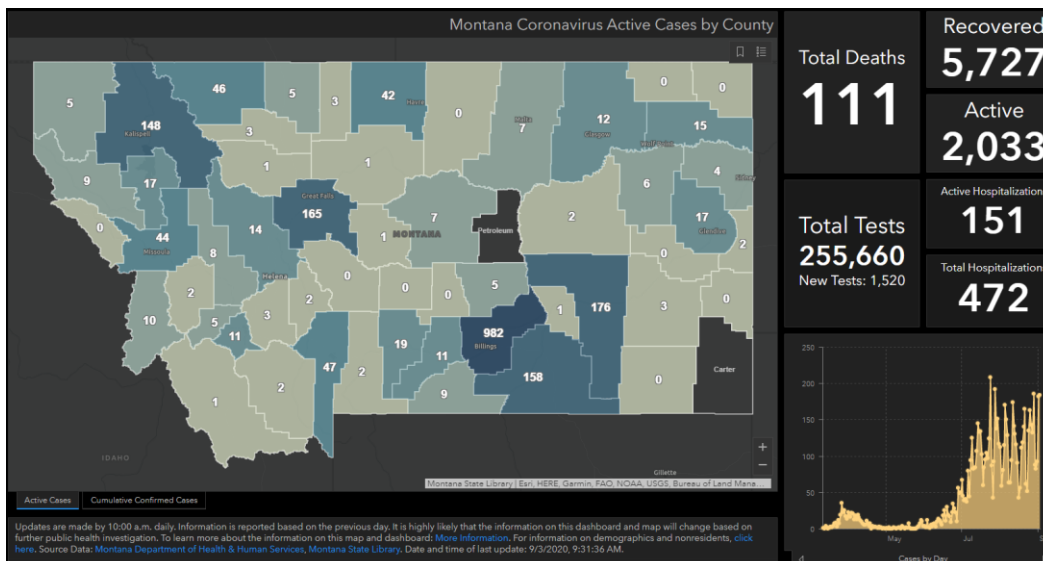 Montana Coronavirus Active Cases by County
5
148
Kalispell
46
5
3
42
Havre
0
Malta
7
12
Glasgow
0
0
15
Wolf Point
3
1
1
9
17
Great Falls
165
7
MONTANA
Petroleum
2
6
4
Sidney
17
Glendive
2
0
44
Missoula
8
14
Helena
1
0
2
0
0
0
5
0
3
0
10
2
5
11
3
2
47
2
19
11
982
Billings
1
176
158
9
0
Carter
1
2
IDAHO
Gillette
+
−
Montana State Library | Esri, HERE, Garmin, FAO, NOAA, USGS, Bureau of Land Mana...
Active Cases
Cumulative Confirmed Cases
Updates are made by 10:00 a.m. daily. Information is reported based on the previous day. It is highly likely that the information on this dashboard and map will change based on
further public health investigation. To learn more about the information on this map and dashboard: More Information. For information on demographics and nonresidents, click
here. Source Data: Montana Department of Health & Human Services, Montana State Library. Date and time of last update: 9/3/2020, 9:31:36 AM.
Total Deaths
111
Recovered
5,727
Active
2,033
Total Tests
255,660
New Tests: 1,520
Active Hospitalization
151
Total Hospitalization
472
250
200
150
100
50
0
May
Jul
S
Cases by Day